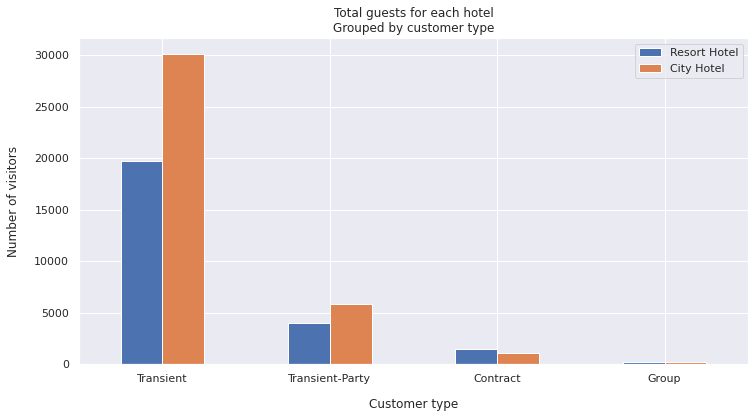 Total guests for each hotel
Grouped by customer type
Resort Hotel
City Hotel
Number of visitors
30000
25000
20000
15000
10000
5000
0
Transient
Transient-Party
Contract
Group
Customer type